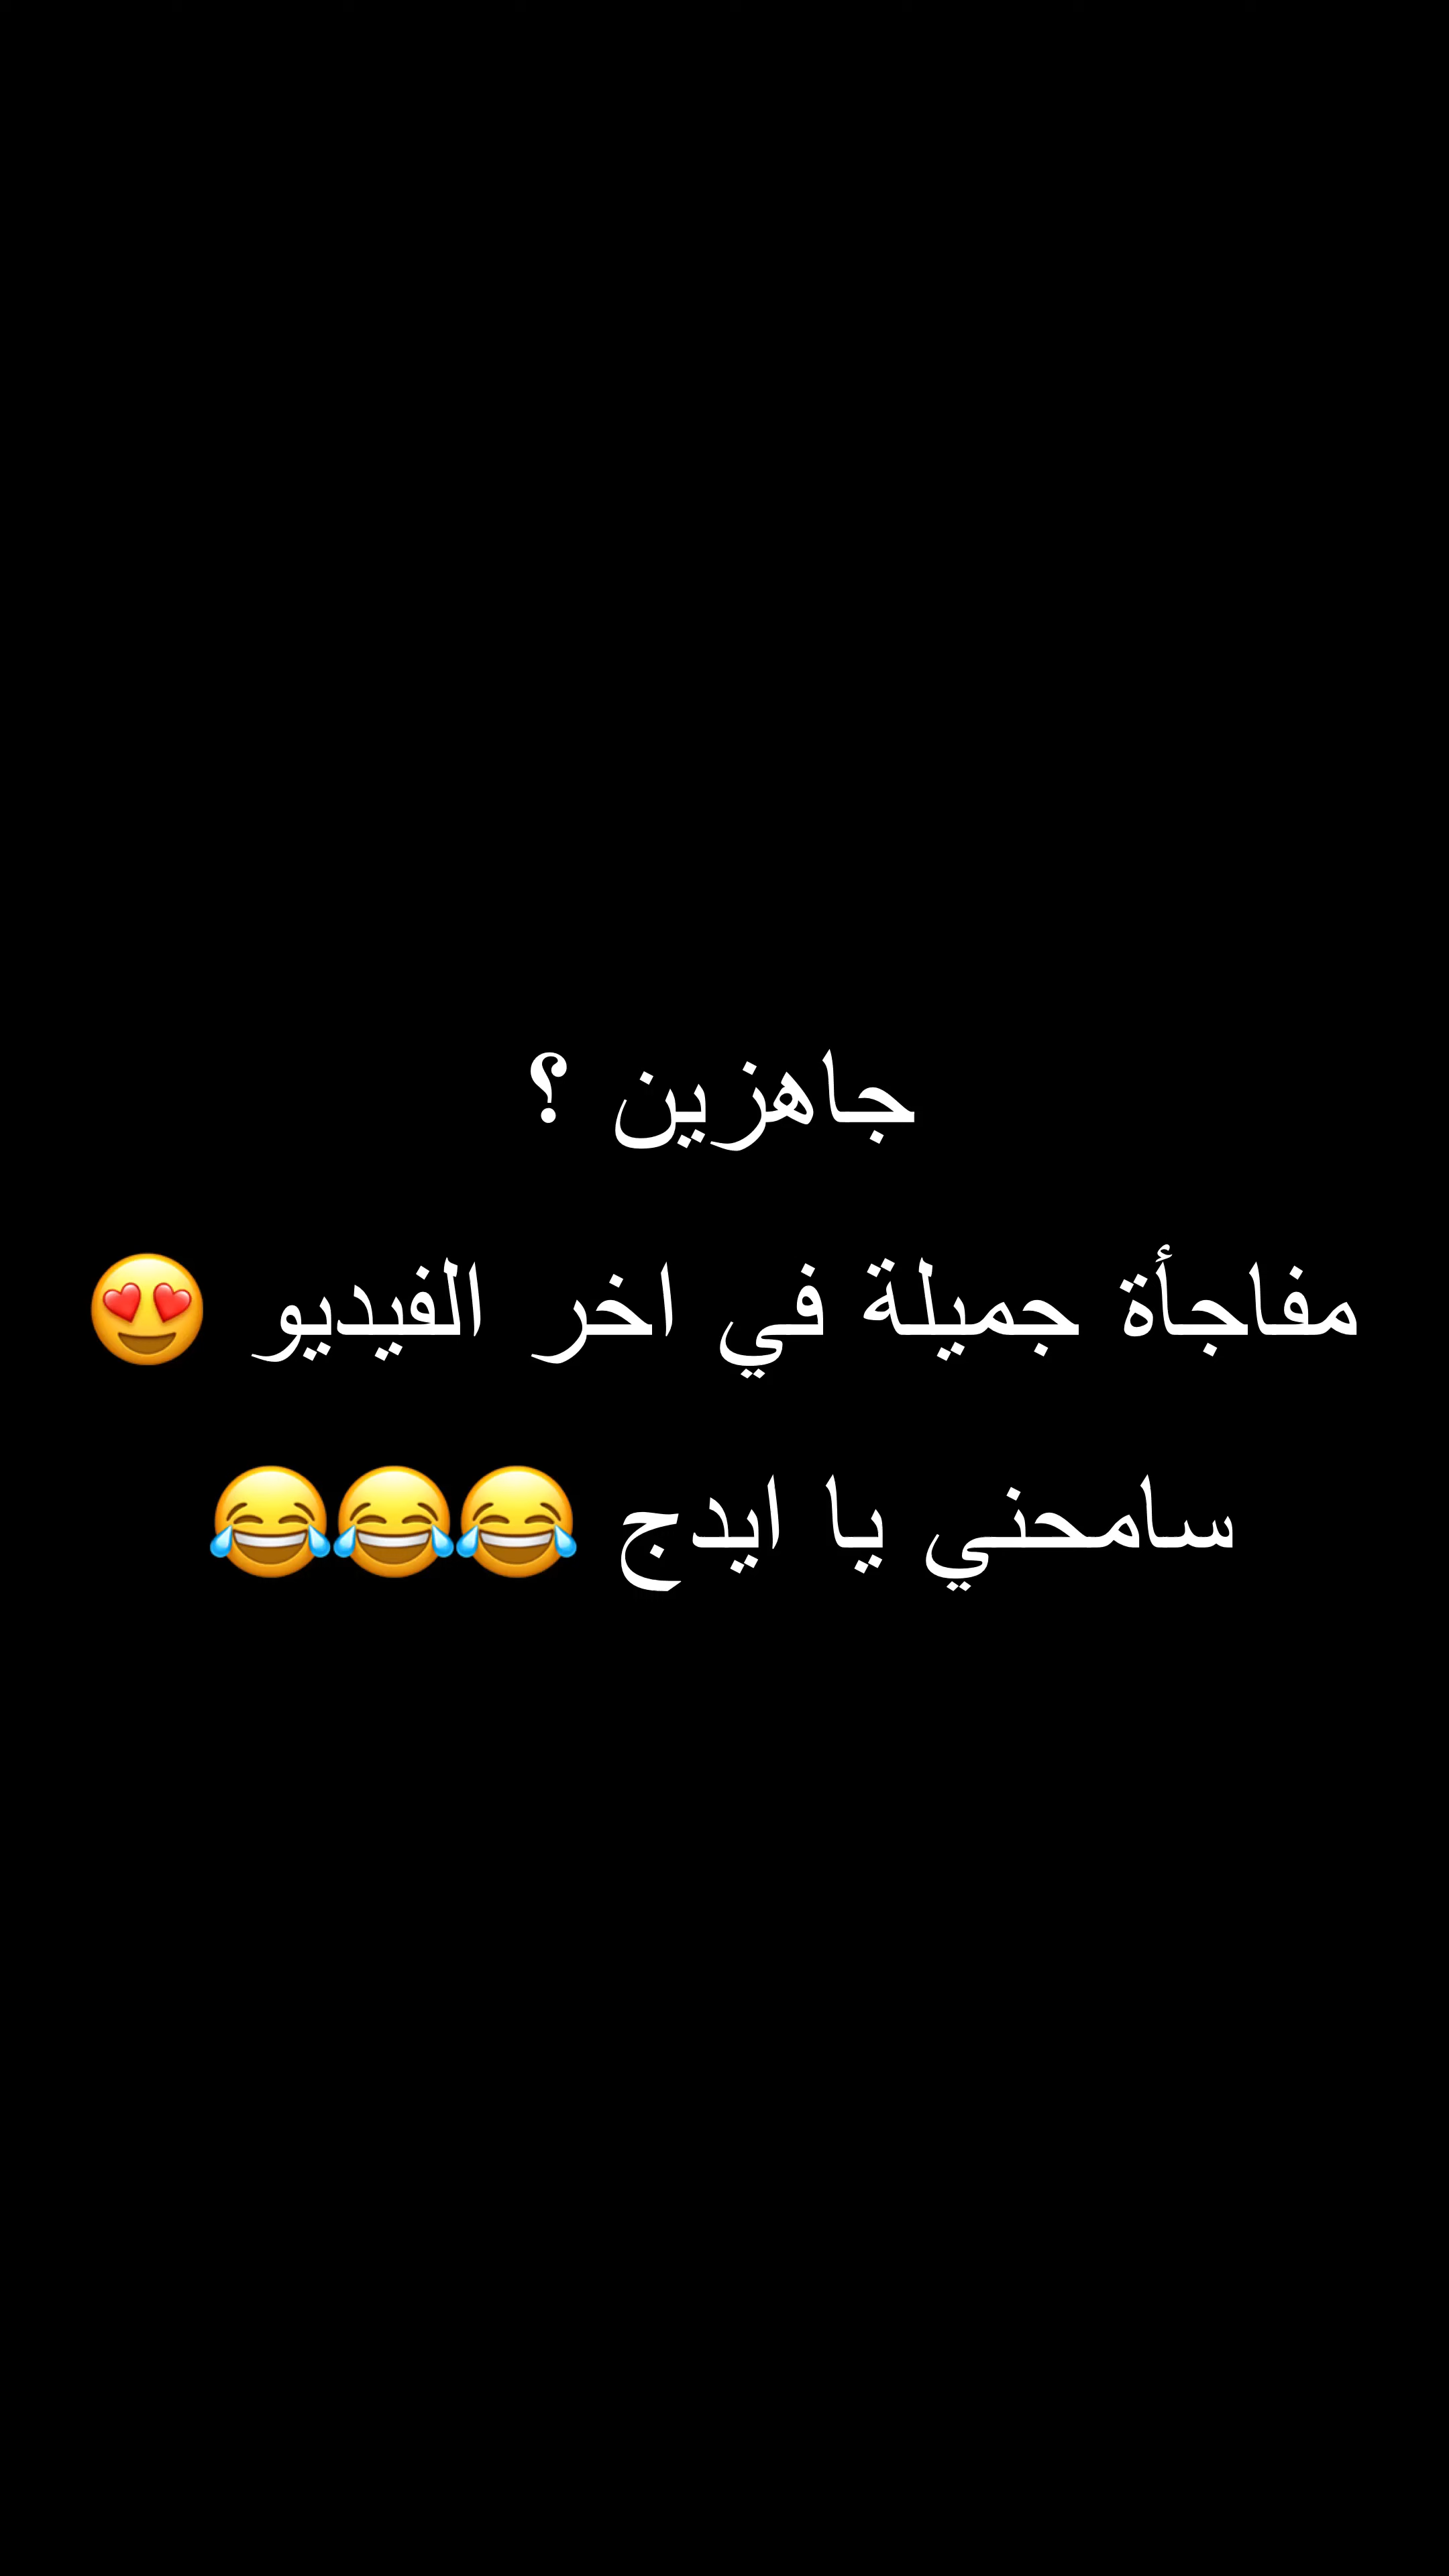 جاهزين ؟
مفاجأة جميلة في اخر الفيديو 😍
سامحني يا ايدج 😂😂😂